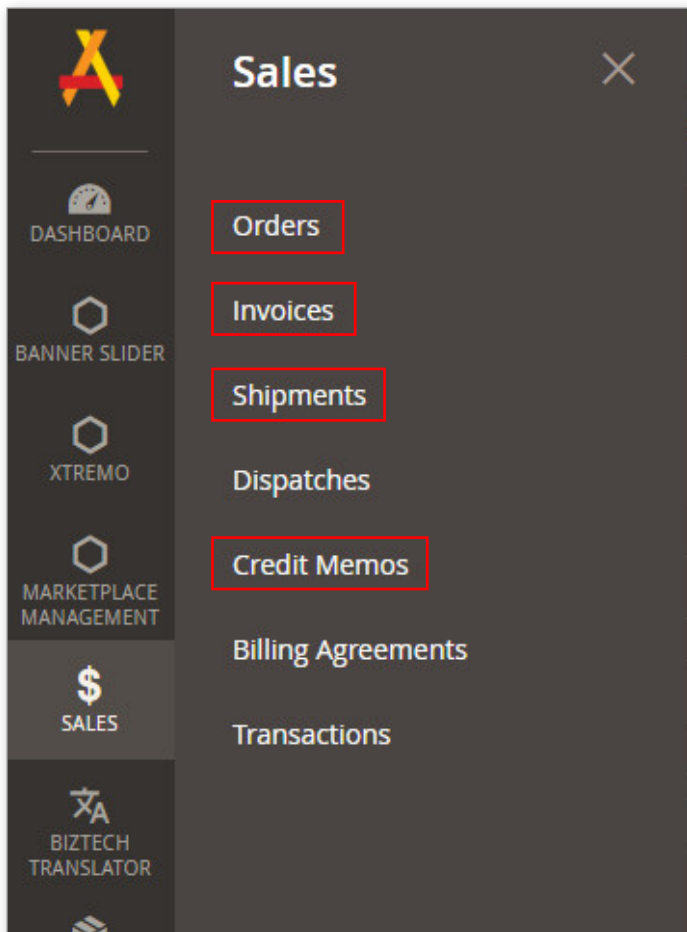 Sales
DASHBOARD
BANNER SLIDER
XTREMO
MARKETPLACE
MANAGEMENT
$
SALES
BIZTECH
TRANSLATOR
Orders
Invoices
Shipments
Dispatches
Credit Memos
Billing Agreements
Transactions